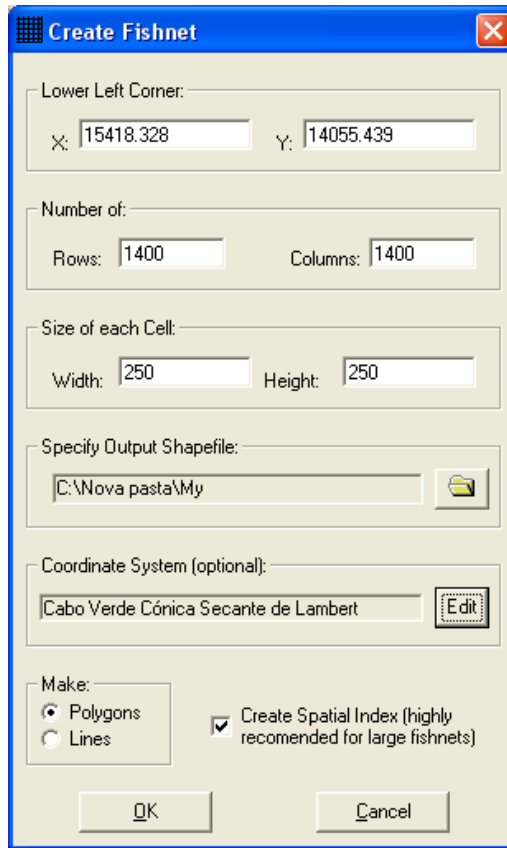 Create Fishnet
Lower Left Corner:
X: 15418.328 Y: 14055.439
Number of:
Rows: 1400 Columns: 1400
Size of each Cell:
Width: 250 Height: 250
Specify Output Shapefile:
C:\Nova pasta\My
Coordinate System (optional):
Cabo Verde Cónica Secante de Lambert Edit
Make:
Polygons
Lines
Create Spatial Index (highly
recomended for large fishnets)
OK Cancel